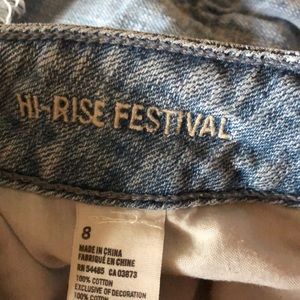 HI-RISE FESTIVAL
8
MADE IN CHINA
FABRIQUÉ EN CHINE
RN 54485 CA 03873
100% COTTON
EXCLUSIVE OF DECORATION
100% COTON